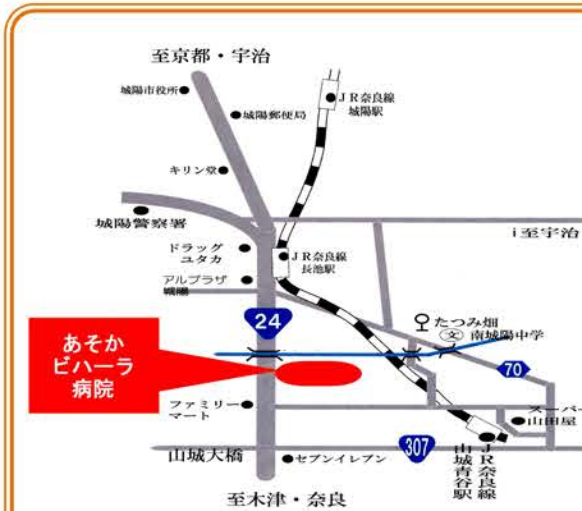 至京都・宇治
城陽市役所
JR奈良線
城陽駅
城陽郵便局
キリン堂
城陽警察署
i至宇治
ドラッグ
ユタカ
JR奈良線
長池駅
アルプラザ
城陽
24
たつみ畑
文
南城陽中学
あそか
ビハーラ
病院
70
ファミリー
マート
スーパー
山田屋
山城大橋
307
JR奈良線
山城青谷駅
セブンイレブン
至木津・奈良